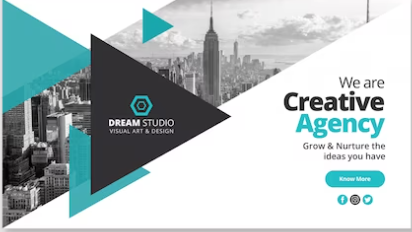 DREAM STUDIO
VISUAL ART & DESIGN
We are
Creative
Agency
Grow & Nurture the
ideas you have
Know More